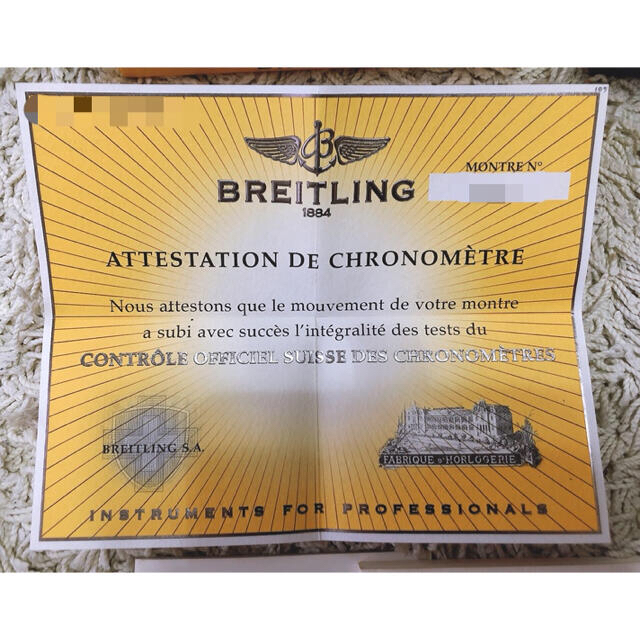 BREITLING
1884
MONTRE N°
ATTESTATION DE CHRONOMÈTRE
Nous attestons que le mouvement de votre montre
a subi avec succès l'intégralité des tests du
CONTRÔLE OFFICIEL SUISSE DES CHRONOMÈTRES
BREITLING S.A.
FABRIQUE D'HORLOGERIE
INSTRUMENTS FOR PROFESSIONALS